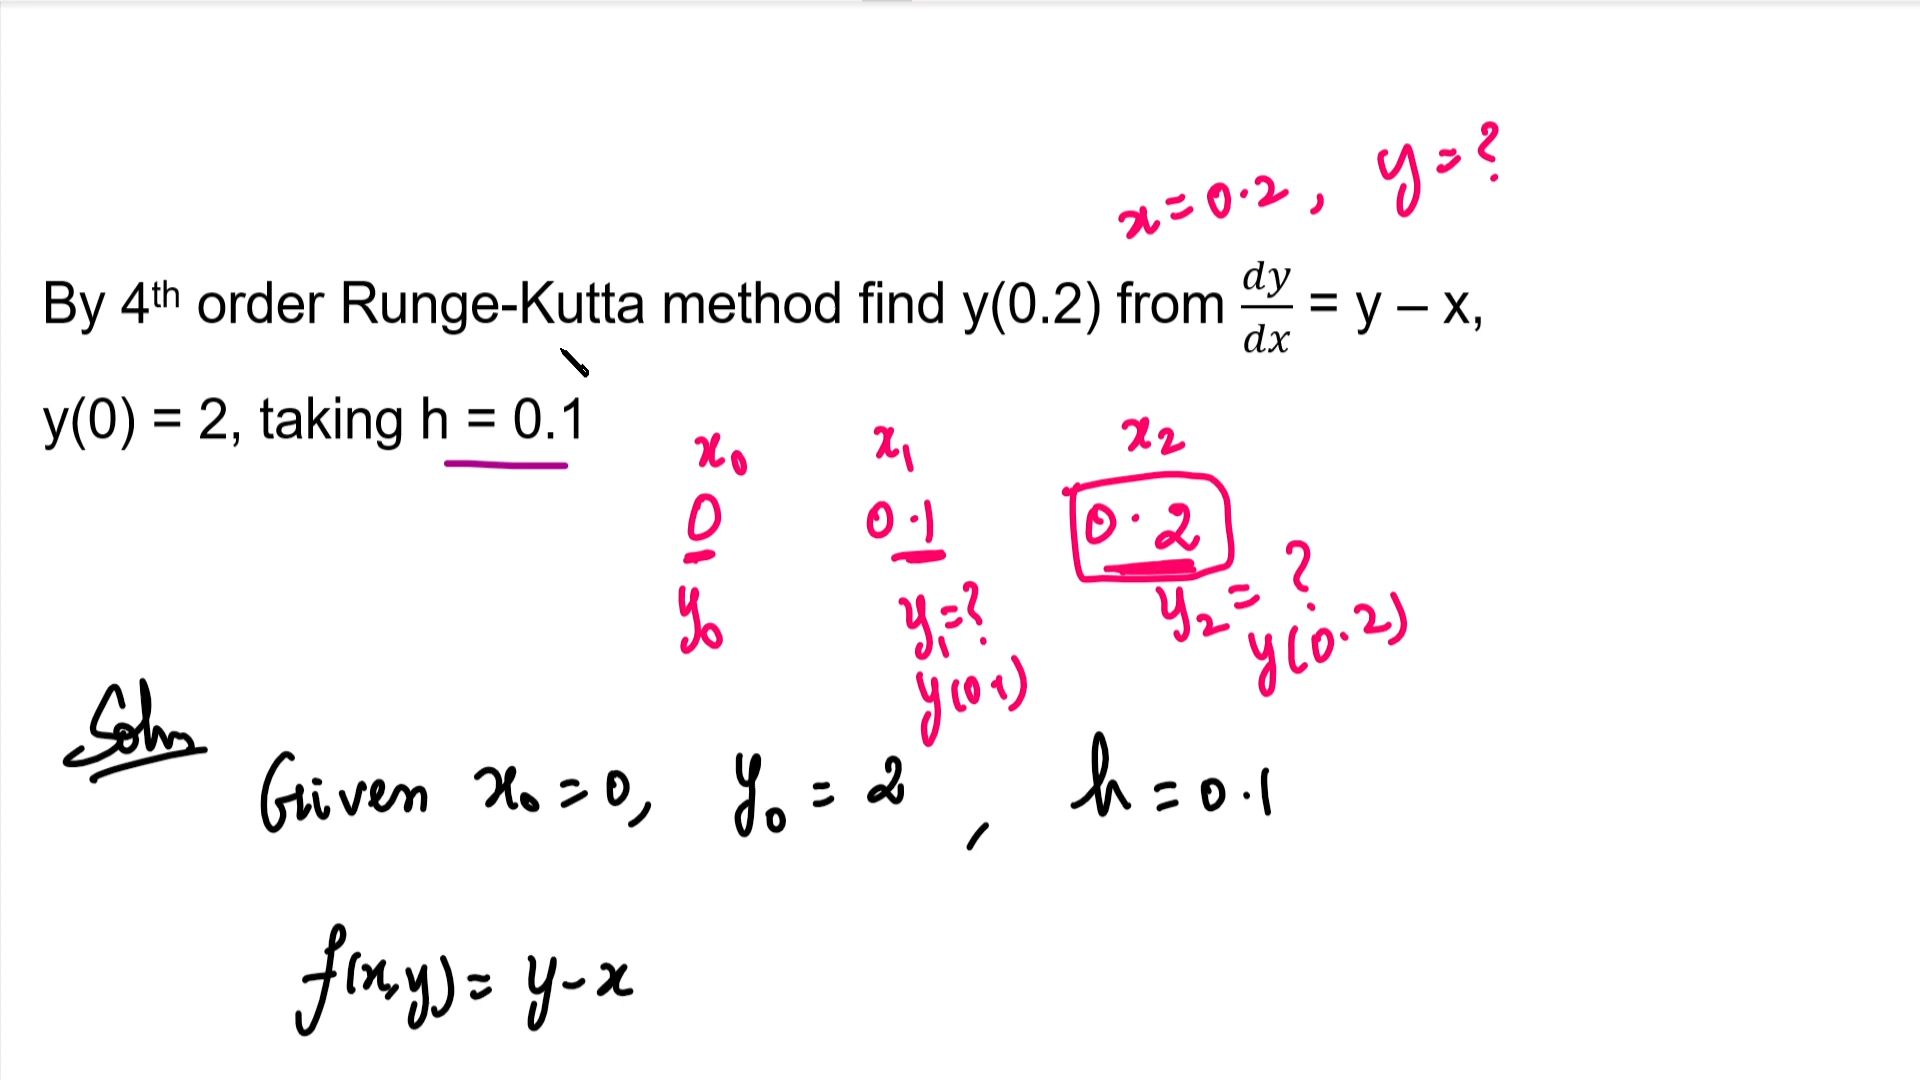 x = 0.2 , y = ?
By 4th order Runge-Kutta method find y(0.2) from dy/dx = y – x,
y(0) = 2, taking h = 0.1
x0 x1 x2
0 0.1 0.2
y0 y1 = ? y2 = ?
y(0.1) y(0.2)
Soln
Given x0 = 0, y0 = 2 , h = 0.1
f(x,y) = y - x